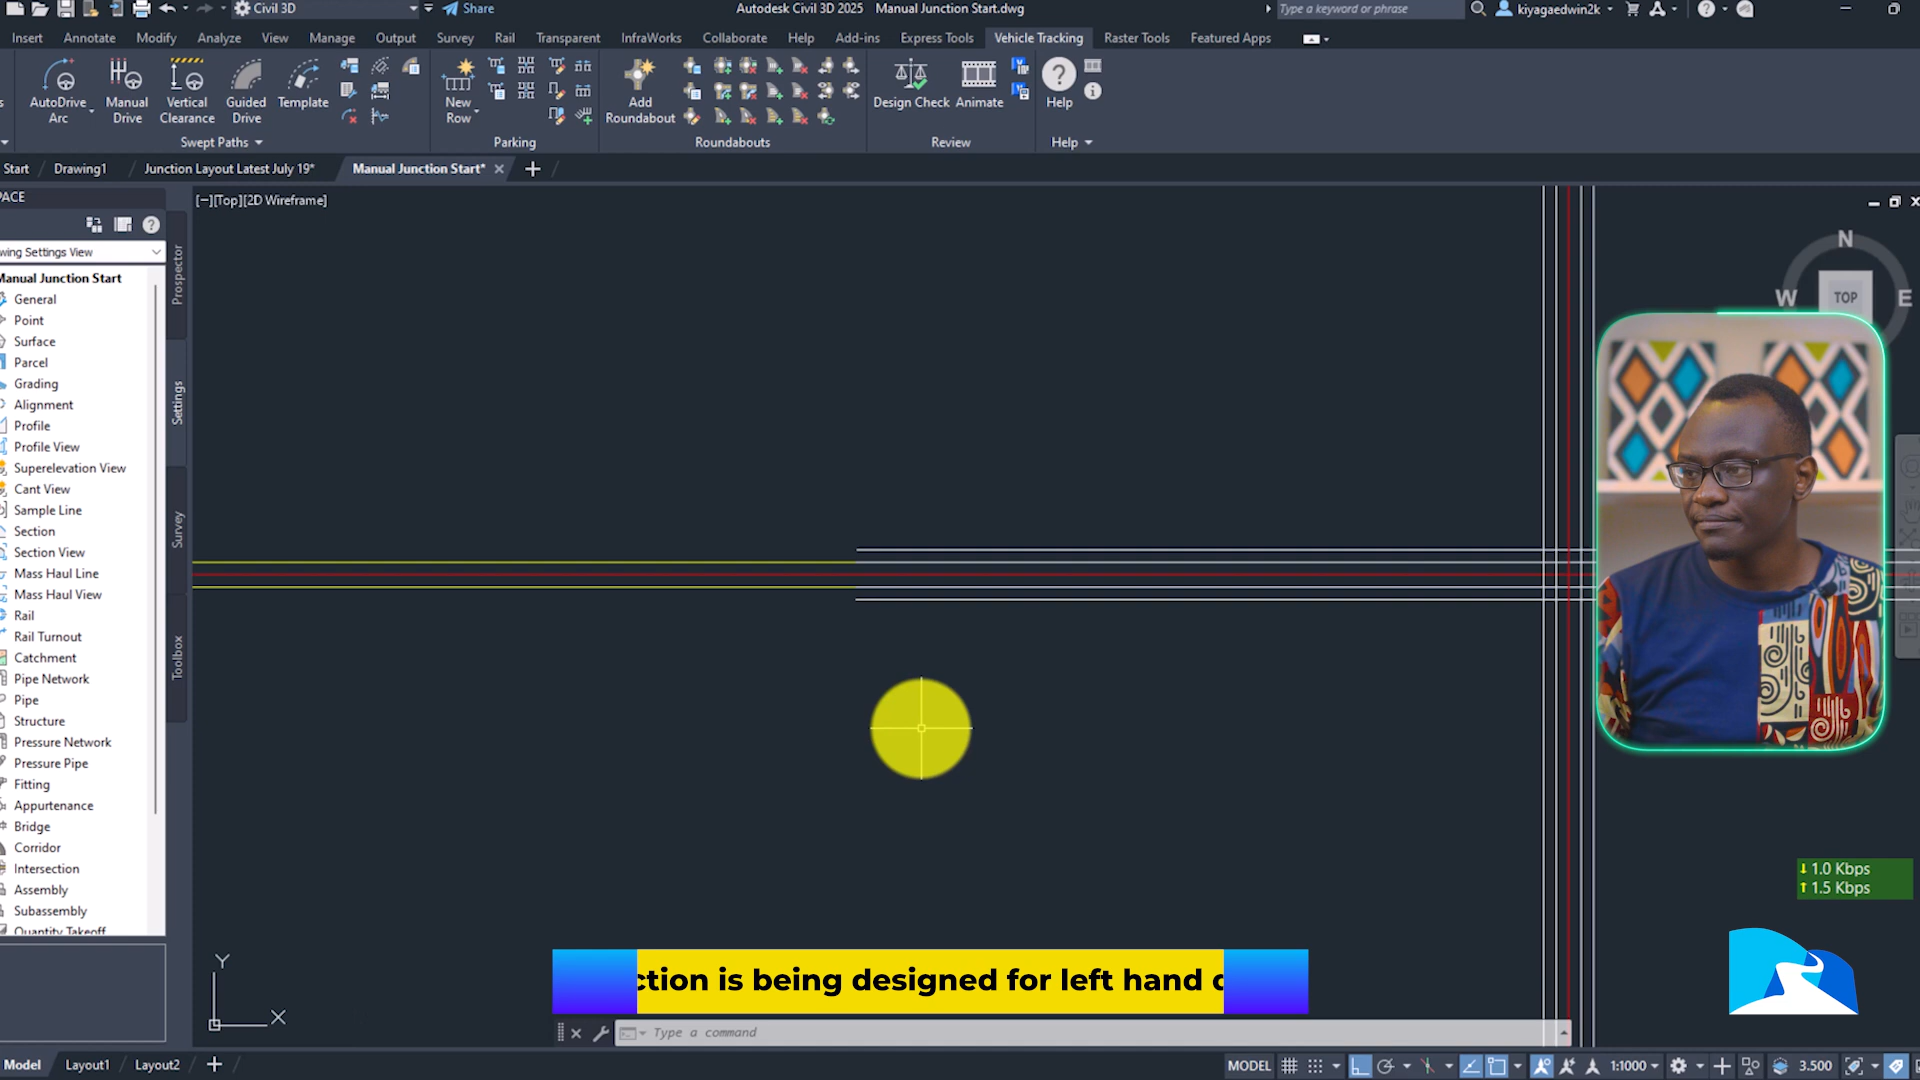 Civil 3D
Share
Autodesk Civil 3D 2025 Manual Junction Start.dwg
Type a keyword or phrase
kiyagaedwin2k
Insert Annotate Modify Analyze View Manage Output Survey Rail Transparent InfraWorks Collaborate Help Add-ins Express Tools Vehicle Tracking Raster Tools Featured Apps
AutoDrive Arc
Manual Drive
Vertical Clearance
Guided Drive
Template
New Row
Add Roundabout
Design Check
Animate
Help
Swept Paths
Parking
Roundabouts
Review
Help
Start
Drawing1
Junction Layout Latest July 19*
Manual Junction Start*
PACE
wing Settings View
Manual Junction Start
General
Point
Surface
Parcel
Grading
Alignment
Profile
Profile View
Superelevation View
Cant View
Sample Line
Section
Section View
Mass Haul Line
Mass Haul View
Rail
Rail Turnout
Catchment
Pipe Network
Pipe
Structure
Pressure Network
Pressure Pipe
Fitting
Appurtenance
Bridge
Corridor
Intersection
Assembly
Subassembly
Quantity Takeoff
Prospector
Settings
Survey
Toolbox
[−][Top][2D Wireframe]
N
W
TOP
E
1.0 Kbps
1.5 Kbps
Y
X
ction is being designed for left hand d
Type a command
Model
Layout1
Layout2
MODEL
1:1000
3.500